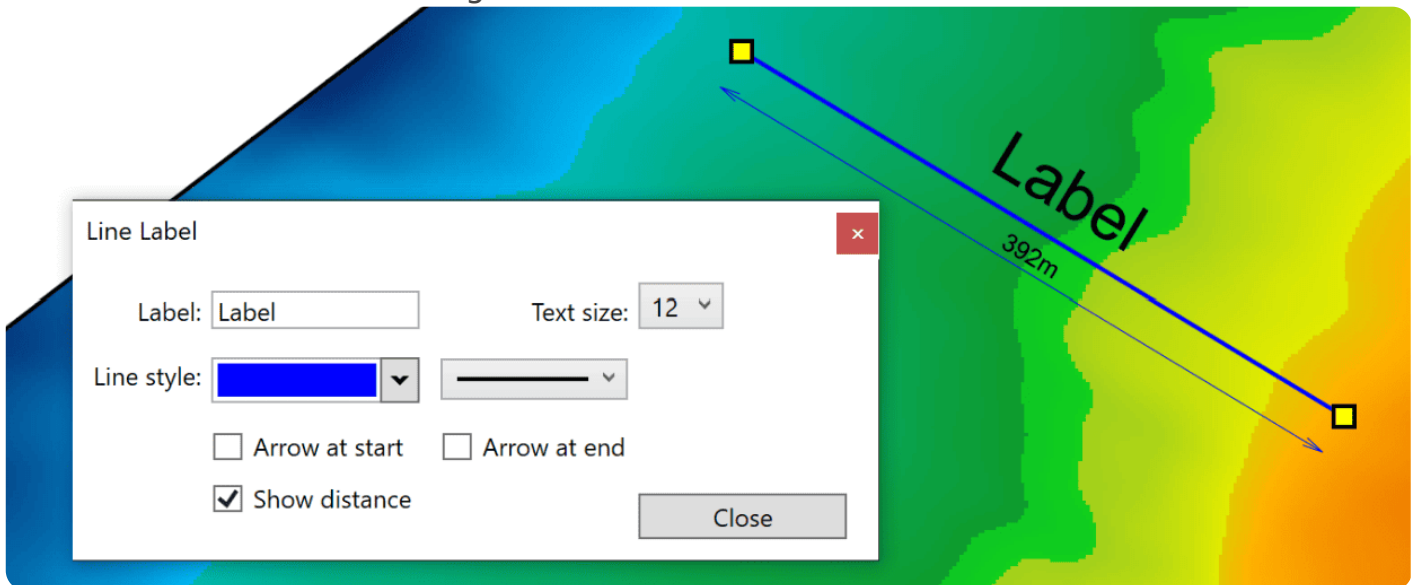 Label
392m
Line Label
Label: Label
Text size: 12
Line style:
Arrow at start
Arrow at end
Show distance
Close